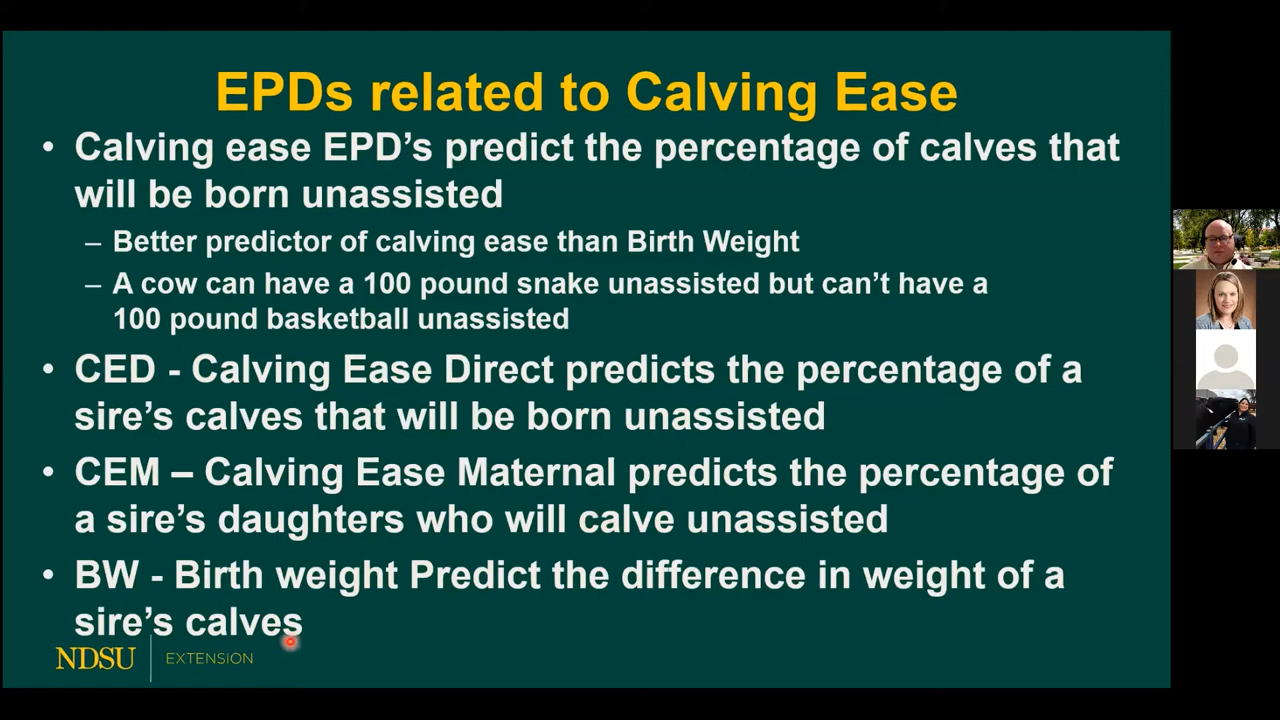 EPDs related to Calving Ease
• Calving ease EPD’s predict the percentage of calves that
will be born unassisted
– Better predictor of calving ease than Birth Weight
– A cow can have a 100 pound snake unassisted but can’t have a
100 pound basketball unassisted
• CED - Calving Ease Direct predicts the percentage of a
sire’s calves that will be born unassisted
• CEM – Calving Ease Maternal predicts the percentage of
a sire’s daughters who will calve unassisted
• BW - Birth weight Predict the difference in weight of a
sire’s calves
NDSU EXTENSION